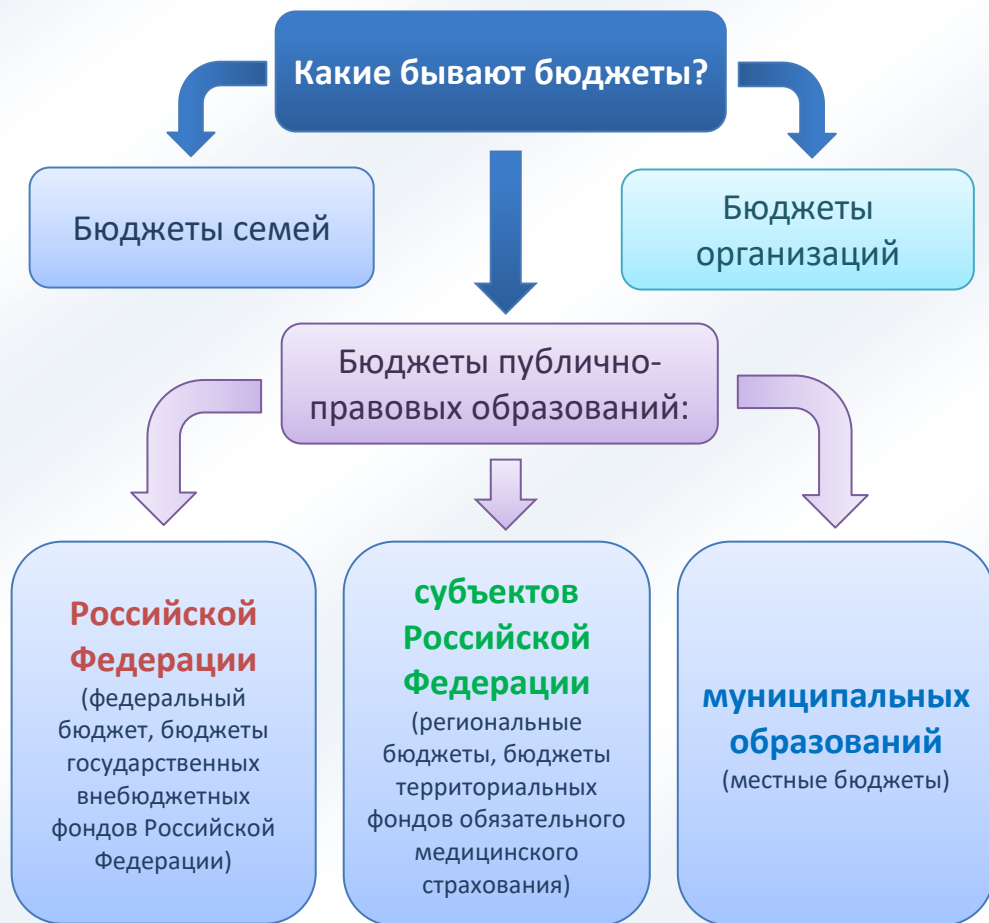 Какие бывают бюджеты?
Бюджеты семей
Бюджеты
организаций
Бюджеты публично-
правовых образований:
Российской
Федерации
(федеральный
бюджет, бюджеты
государственных
внебюджетных
фондов Российской
Федерации)
субъектов
Российской
Федерации
(региональные
бюджеты, бюджеты
территориальных
фондов обязательного
медицинского
страхования)
муниципальных
образований
(местные бюджеты)